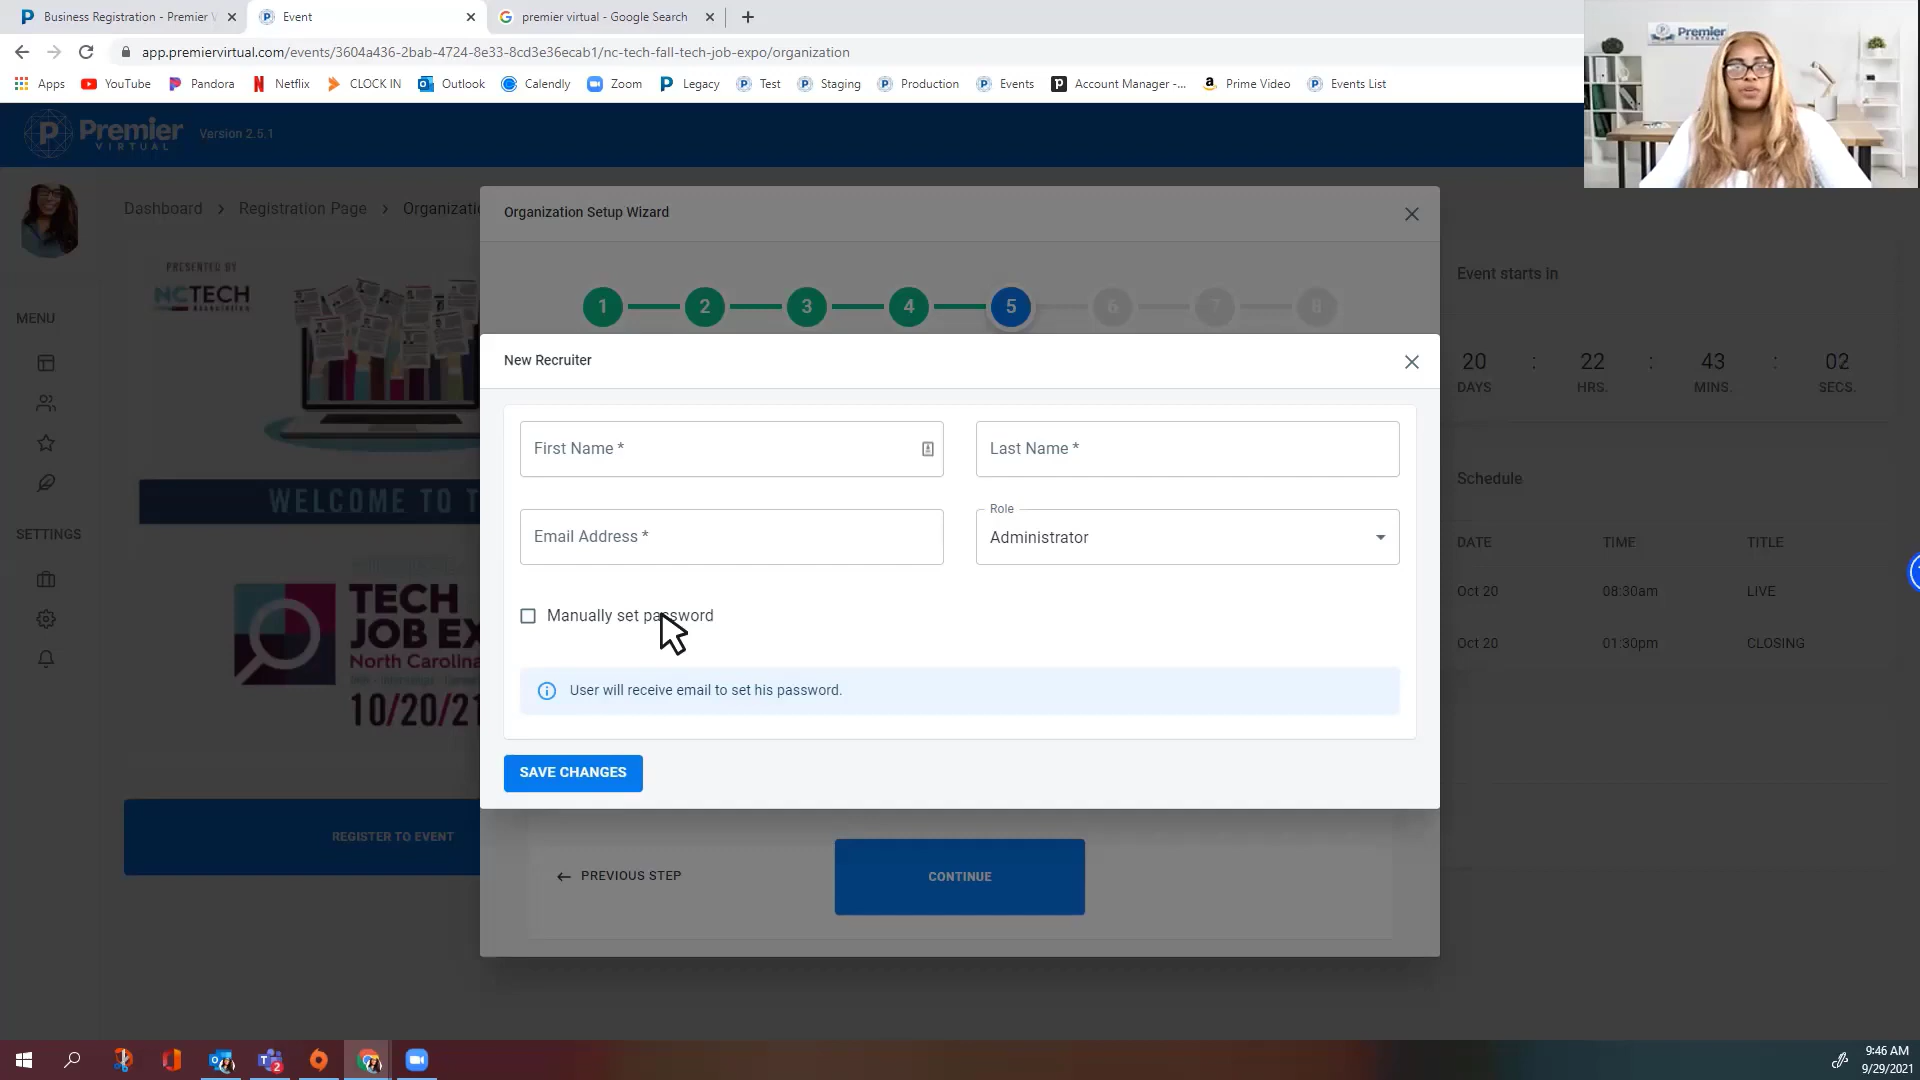 Business Registration - Premier V
Event
premier virtual - Google Search
app.premiervirtual.com/events/3604a436-2bab-4724-8e33-8cd3e36ecab1/nc-tech-fall-tech-job-expo/organization
Apps
YouTube
Pandora
Netflix
CLOCK IN
Outlook
Calendly
Zoom
Legacy
Test
Staging
Production
Events
Account Manager -...
Prime Video
Events List
Premier
Premier
VIRTUAL
Version 2.5.1
Dashboard > Registration Page > Organizati
Organization Setup Wizard
PRESENTED BY
NCTECH
1 2 3 4 5 6 7 8
Event starts in
20 : 22 : 43 : 02
DAYS HRS. MINS. SECS.
MENU
New Recruiter
First Name *
Last Name *
Email Address *
Role
Administrator
Manually set password
User will receive email to set his password.
SAVE CHANGES
WELCOME TO T
SETTINGS
TECH
JOB EX
North Carolina
10/20/21
Schedule
DATE TIME TITLE
Oct 20 08:30am LIVE
Oct 20 01:30pm CLOSING
REGISTER TO EVENT
PREVIOUS STEP
CONTINUE
2
9:46 AM
9/29/2021